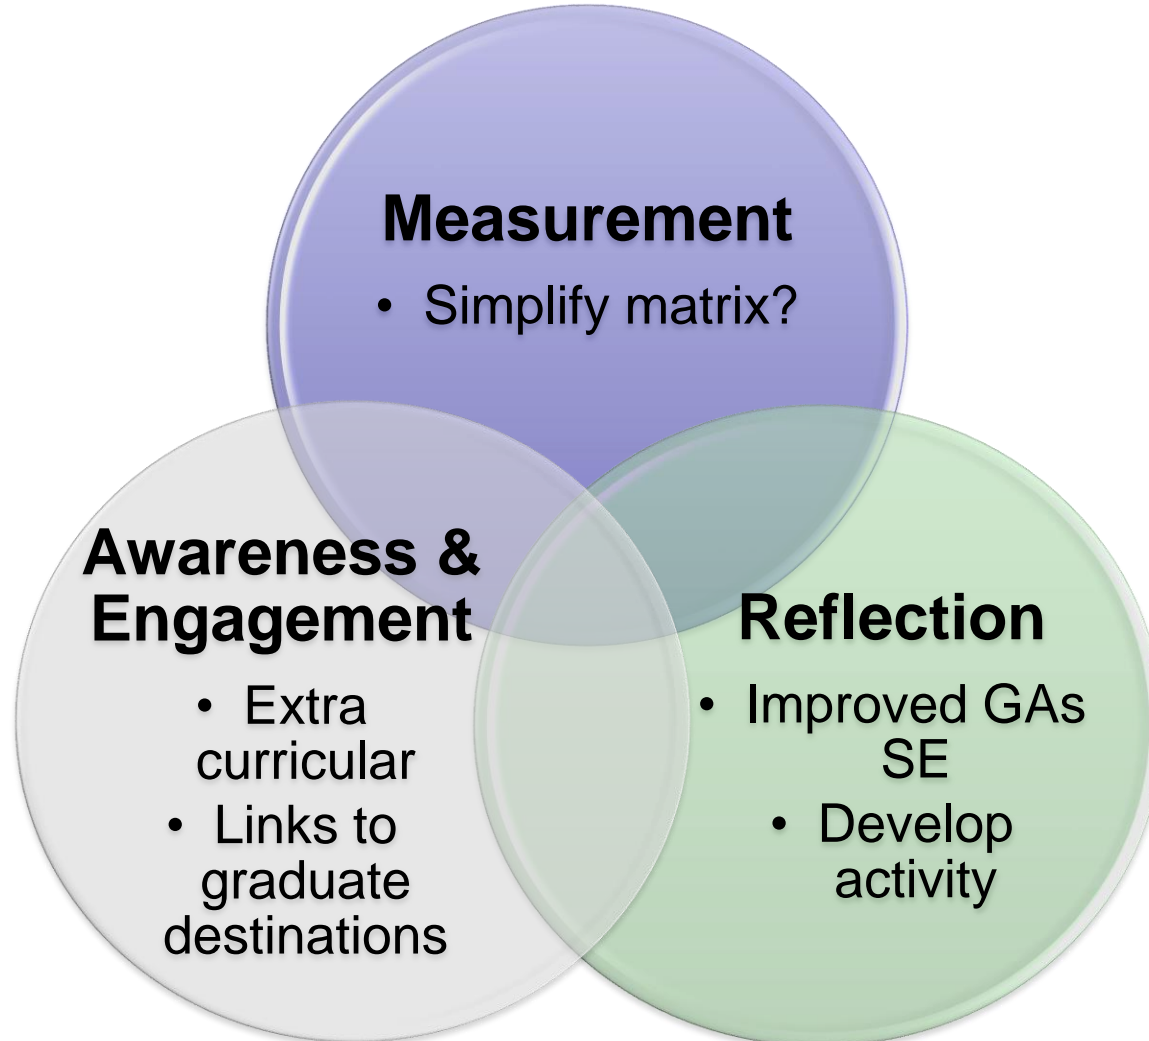 Measurement
• Simplify matrix?
Awareness &
Engagement
• Extra
curricular
• Links to
graduate
destinations
Reflection
• Improved GAs
SE
• Develop
activity